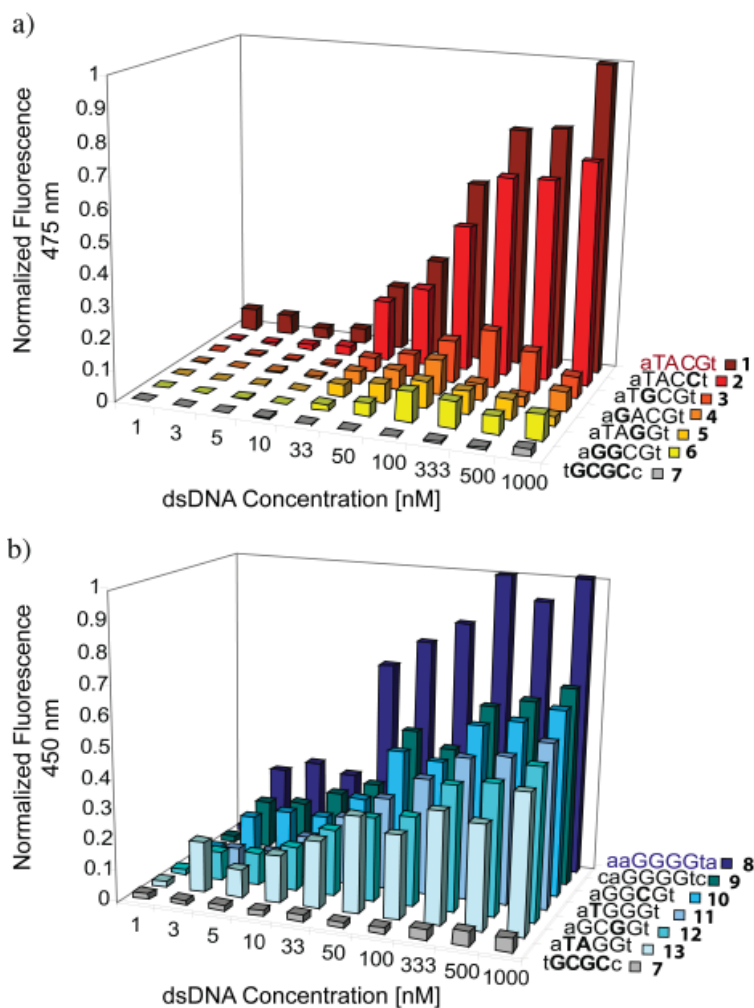 a)
1
0.9
0.8
0.7
0.6
0.5
0.4
0.3
0.2
0.1
0
Normalized Fluorescence
475 nm
1 3 5 10 33 50 100 333 500 1000
dsDNA Concentration [nM]
aTACGt 1
aTACCt 2
aTGCGt 3
aGACGt 4
aTAGGt 5
aGGCGt 6
tGCGCc 7
b)
1
0.9
0.8
0.7
0.6
0.5
0.4
0.3
0.2
0.1
0
Normalized Fluorescence
450 nm
1 3 5 10 33 50 100 333 500 1000
dsDNA Concentration [nM]
aaGGGGta 8
caGGGGtc 9
aGGCGt 10
aTGGGt 11
aGCGGt 12
aTAGGt 13
tGCGCc 7